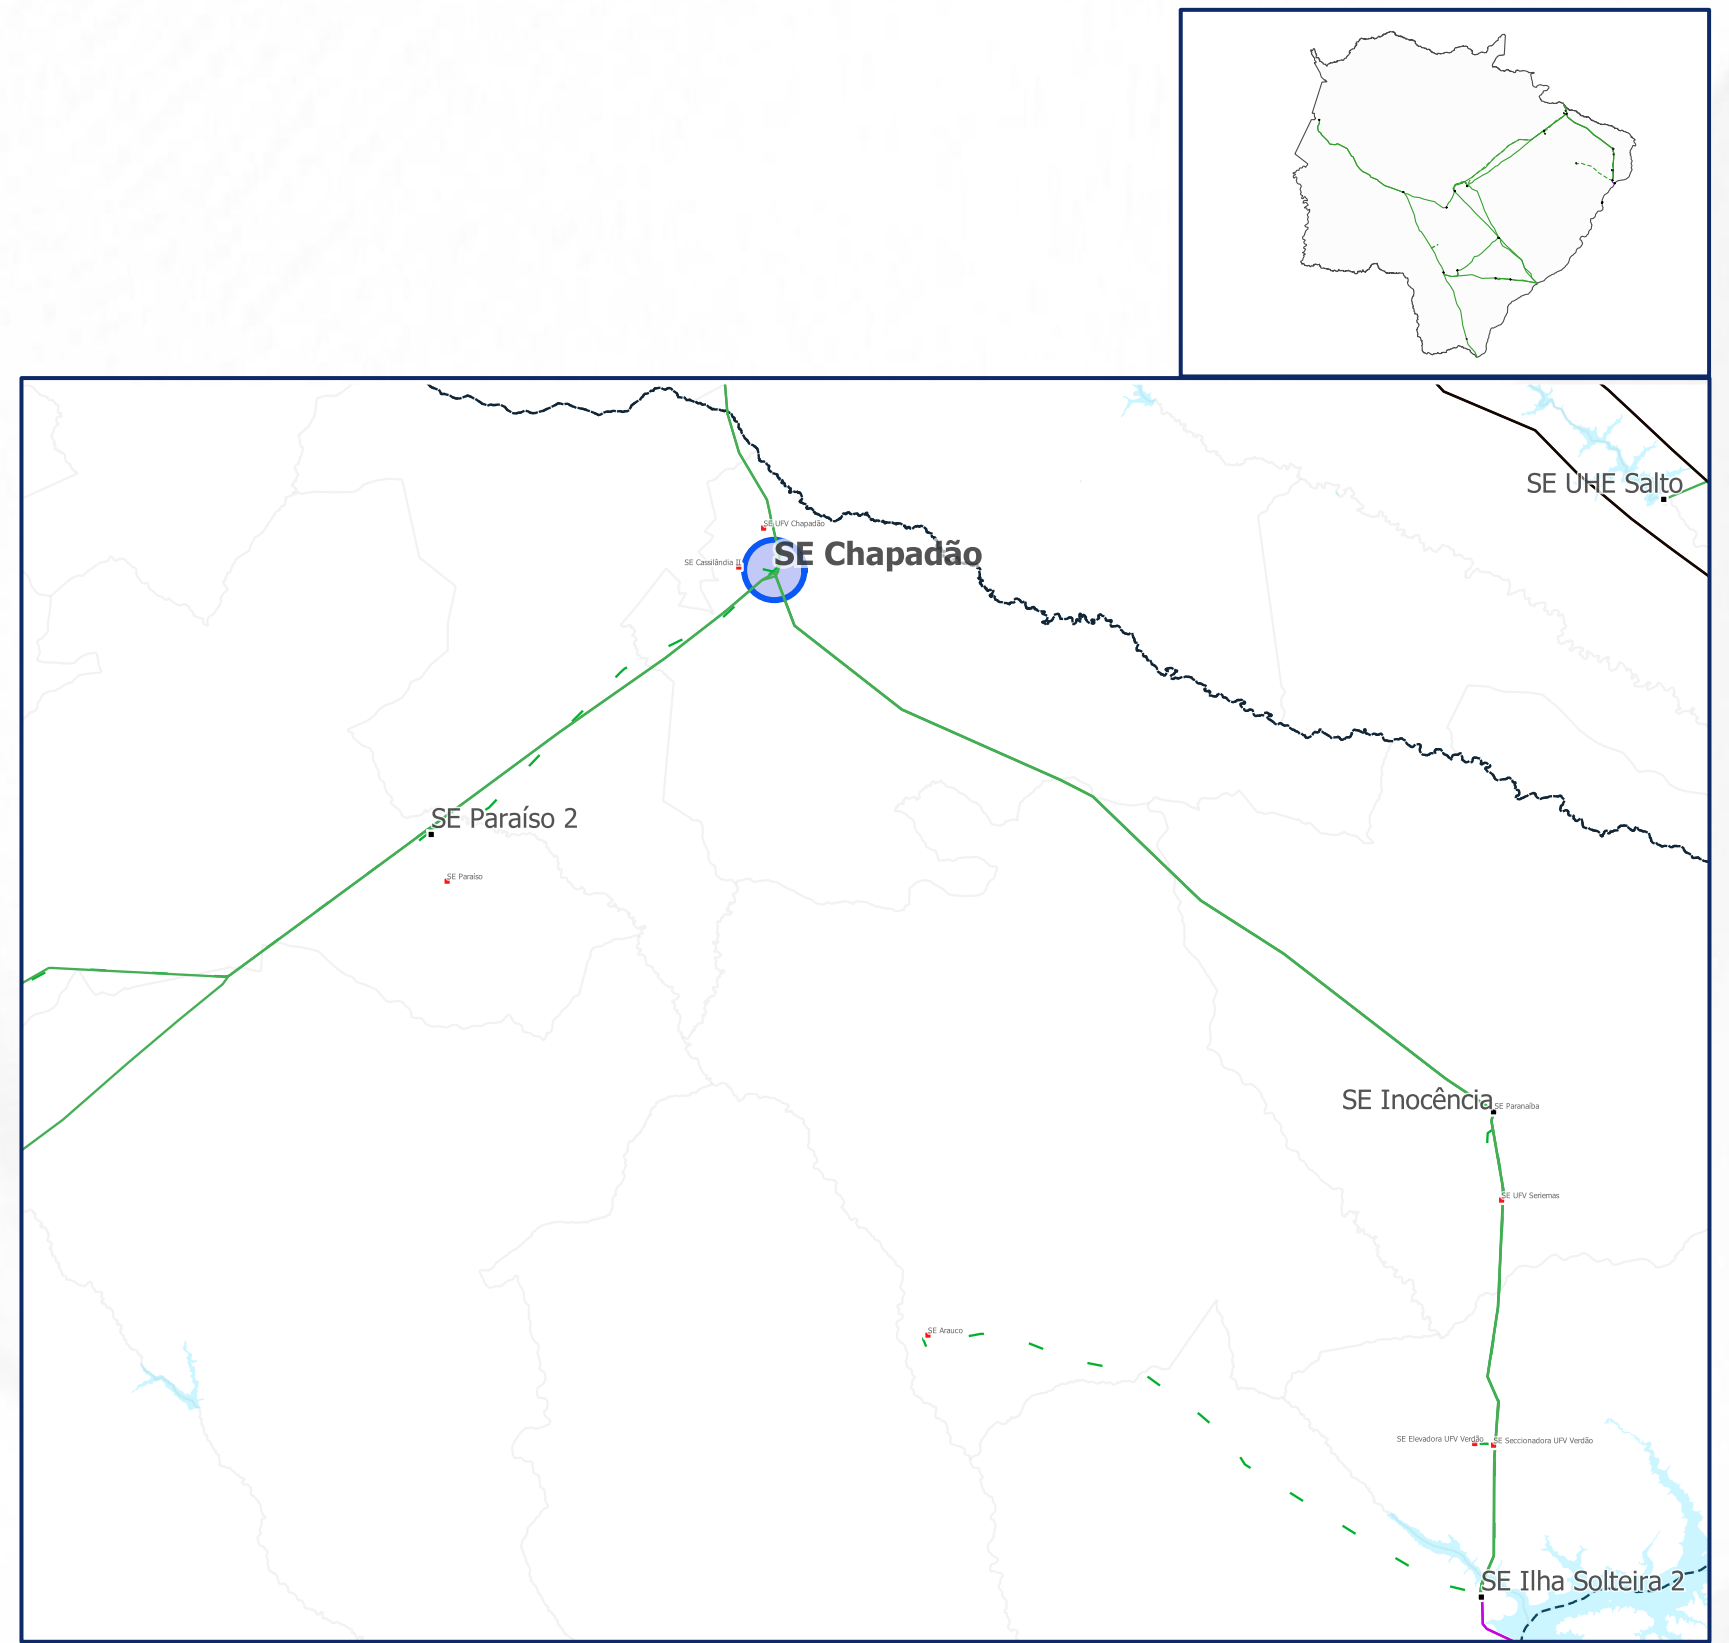 SE UHE Salto
SE UFV Chapadão
SE Chapadão
SE Cassilândia II
SE Paraíso 2
SE Paraíso
SE Inocência
SE Paranaíba
SE UFV Seriemas
SE Arauco
SE Elevadora UFV Verdão
SE Seccionadora UFV Verdão
SE Ilha Solteira 2